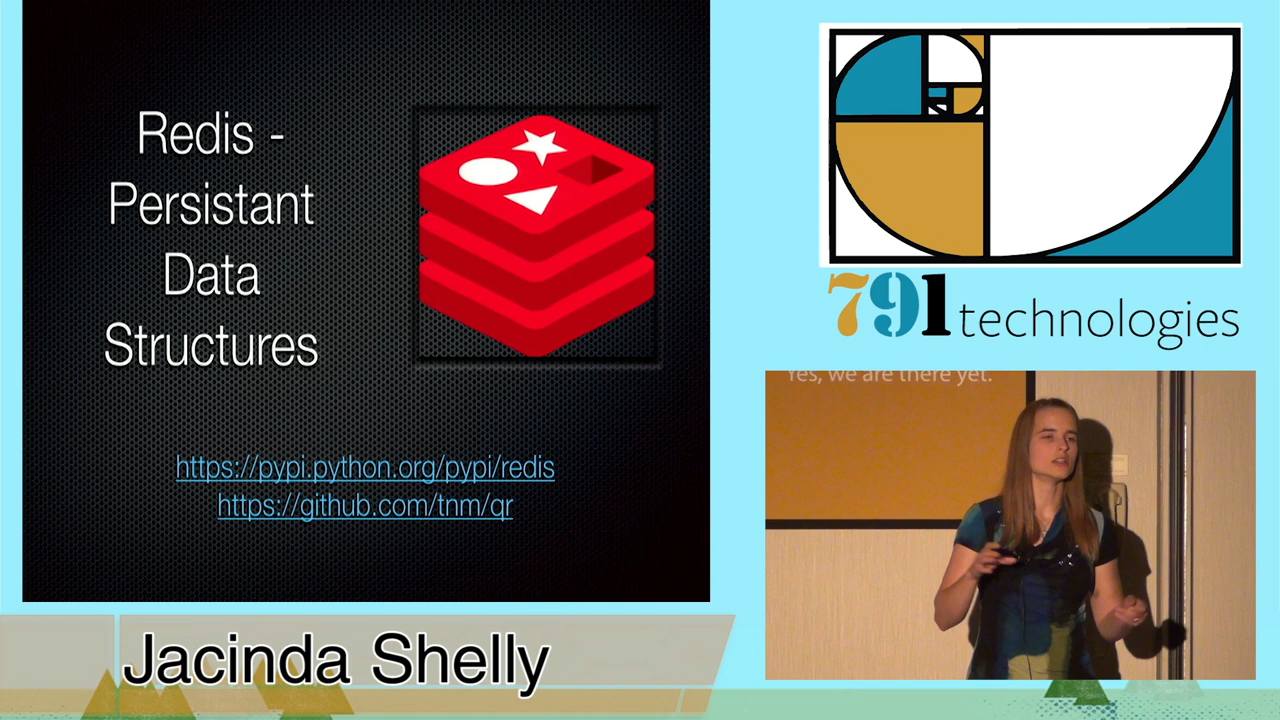 Redis -
Persistant
Data
Structures
https://pypi.python.org/pypi/redis
https://github.com/tnm/qr
791 technologies
Yes, we are there yet.
Jacinda Shelly